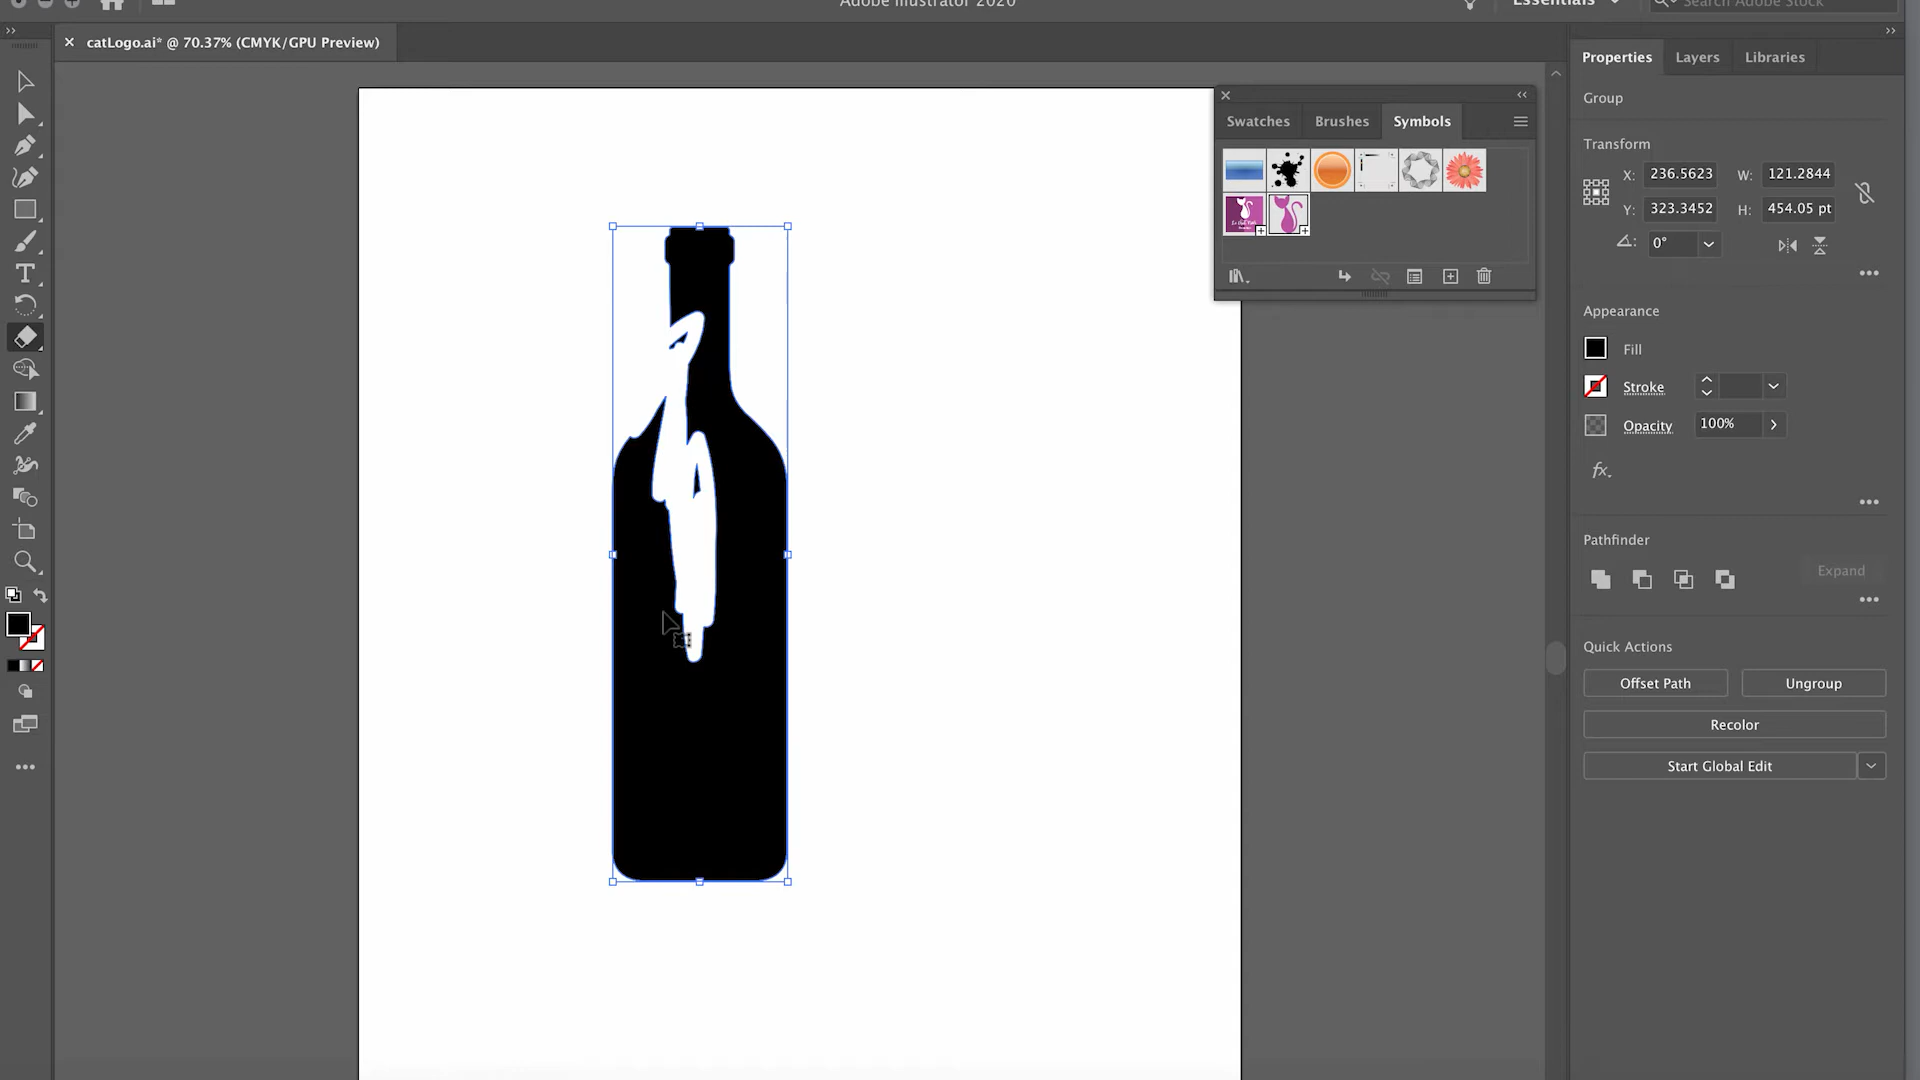 Adobe Illustrator 2020
Essentials
Search Adobe Stock
catLogo.ai* @ 70.37% (CMYK/GPU Preview)
Properties
Layers
Libraries
Group
Transform
X:
236.5623
W:
121.2844
Y:
323.3452
H:
454.05 pt
0°
Swatches
Brushes
Symbols
Appearance
Fill
Stroke
Opacity
100%
fx.
Pathfinder
Expand
Quick Actions
Offset Path
Ungroup
Recolor
Start Global Edit